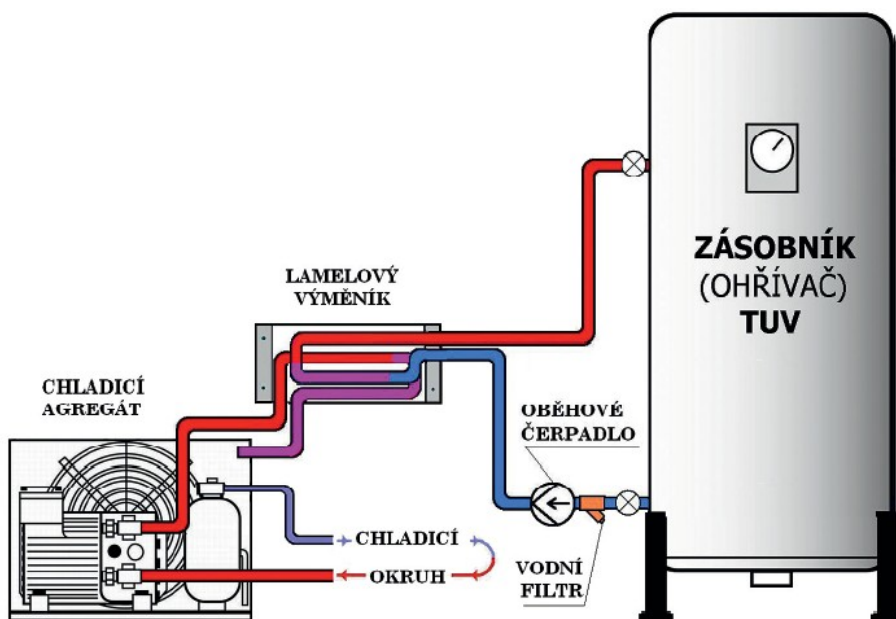 ZÁSOBNÍK
(OHŘÍVAČ)
TUV
LAMELOVÝ
VÝMĚNÍK
CHLADICÍ
AGREGÁT
OBĚHOVÉ
ČERPADLO
CHLADICÍ
OKRUH
VODNÍ
FILTR